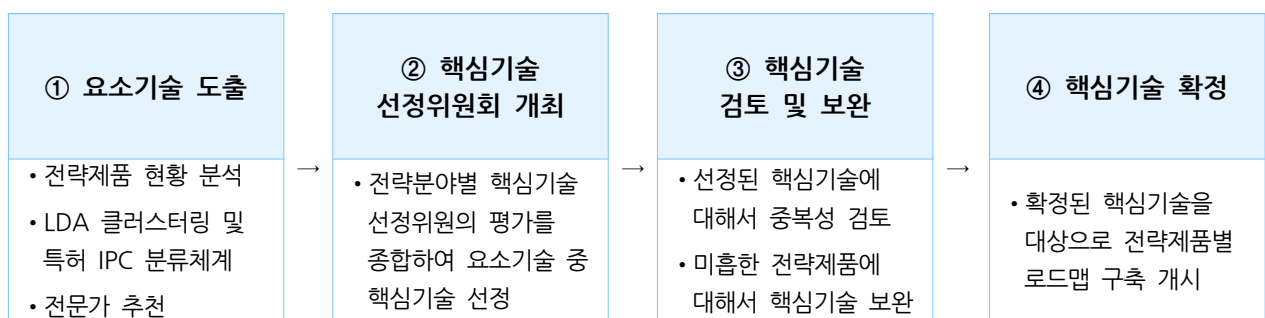 ① 요소기술 도출
• 전략제품 현황 분석
• LDA 클러스터링 및
특허 IPC 분류체계
• 전문가 추천
→
② 핵심기술
선정위원회 개최
• 전략분야별 핵심기술
선정위원의 평가를
종합하여 요소기술 중
핵심기술 선정
→
③ 핵심기술
검토 및 보완
• 선정된 핵심기술에
대해서 중복성 검토
• 미흡한 전략제품에
대해서 핵심기술 보완
→
④ 핵심기술 확정
• 확정된 핵심기술을
대상으로 전략제품별
로드맵 구축 개시